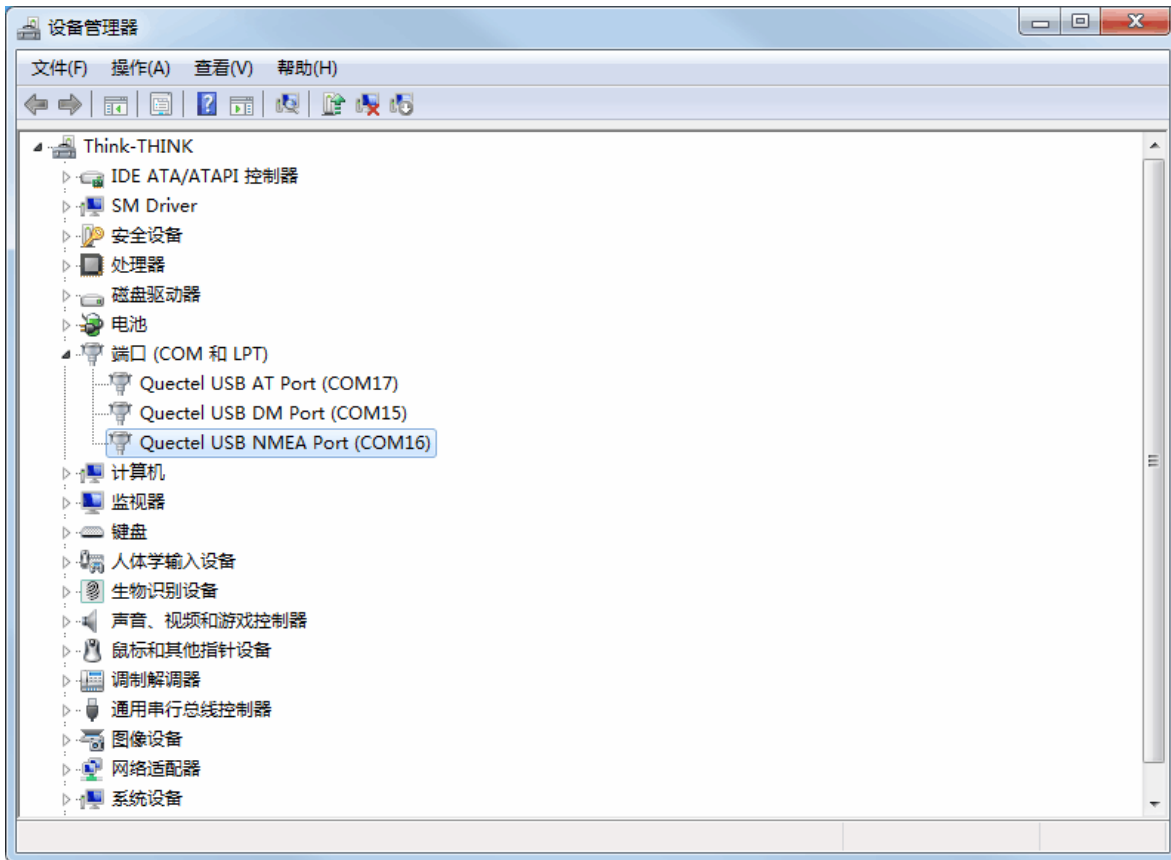 设备管理器
文件(F) 操作(A) 查看(V) 帮助(H)
Think-THINK
IDE ATA/ATAPI 控制器
SM Driver
安全设备
处理器
磁盘驱动器
电池
端口 (COM 和 LPT)
Quectel USB AT Port (COM17)
Quectel USB DM Port (COM15)
Quectel USB NMEA Port (COM16)
计算机
监视器
键盘
人体学输入设备
生物识别设备
声音、视频和游戏控制器
鼠标和其他指针设备
调制解调器
通用串行总线控制器
图像设备
网络适配器
系统设备